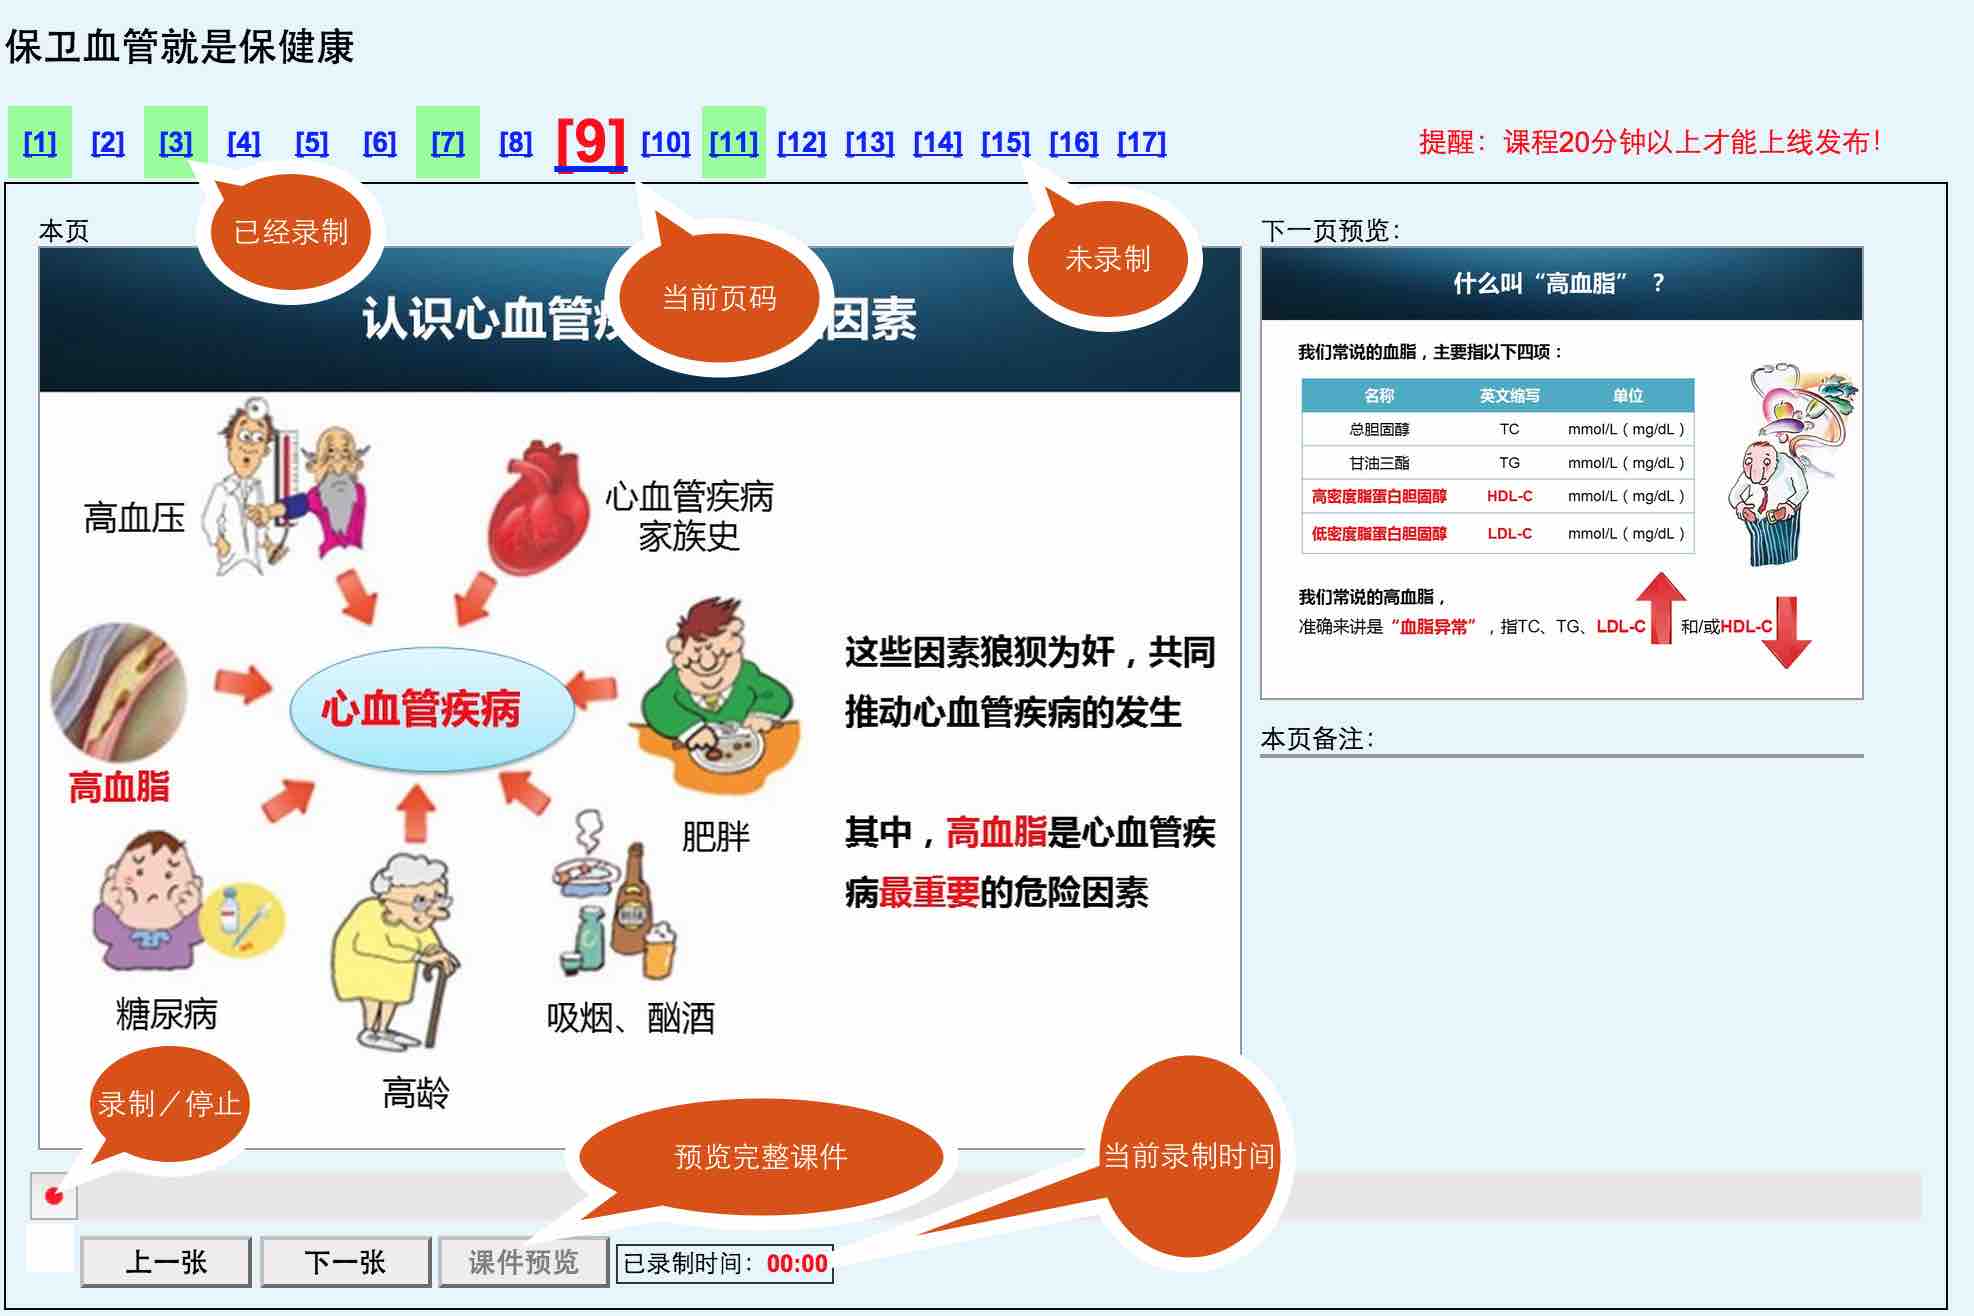 保卫血管就是保健康
[1] [2] [3] [4] [5] [6] [7] [8] [9] [10] [11] [12] [13] [14] [15] [16] [17]
提醒：课程20分钟以上才能上线发布！
已经录制
当前页码
未录制
本页
认识心血管疾
因素
高血压
心血管疾病
家族史
高血脂
心血管疾病
肥胖
糖尿病
高龄
吸烟、酗酒
这些因素狼狈为奸，共同
推动心血管疾病的发生
其中，高血脂是心血管疾
病最重要的危险因素
下一页预览：
什么叫“高血脂” ？
我们常说的血脂，主要指以下四项：
名称 英文缩写 单位
总胆固醇 TC mmol/L（mg/dL）
甘油三酯 TG mmol/L（mg/dL）
高密度脂蛋白胆固醇 HDL-C mmol/L（mg/dL）
低密度脂蛋白胆固醇 LDL-C mmol/L（mg/dL）
我们常说的高血脂，
准确来讲是“血脂异常”，指TC、TG、LDL-C 和/或HDL-C
本页备注：
录制／停止
预览完整课件
当前录制时间
上一张
下一张
课件预览
已录制时间：00:00